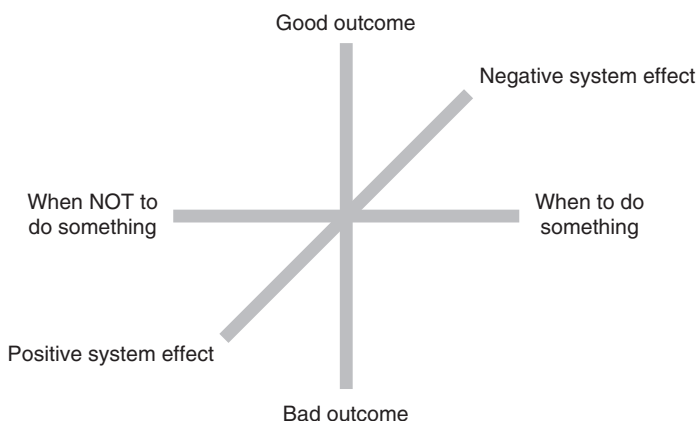 Good outcome
Negative system effect
When NOT to
do something
When to do
something
Positive system effect
Bad outcome